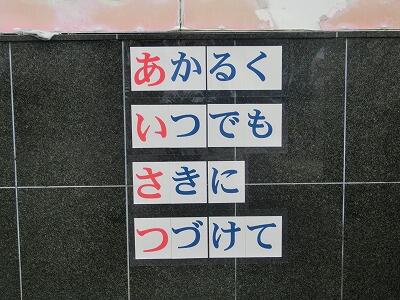 あかるく
いつでも
さきに
つづけて